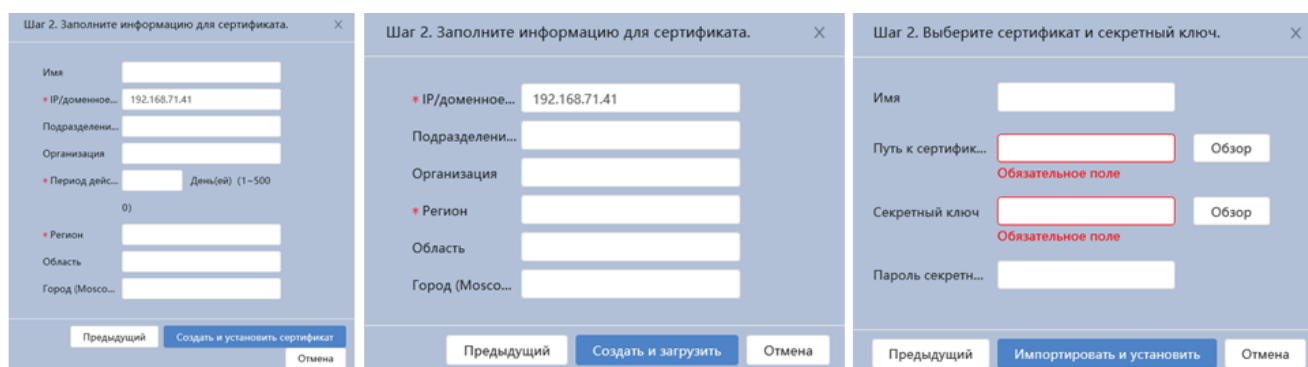 Шаг 2. Заполните информацию для сертификата.
Имя
* IP/доменное... 192.168.71.41
Подразделени...
Организация
* Период дейс... День(ей) (1~500
0)
* Регион
Область
Город (Mosco...
Предыдущий Создать и установить сертификат
Отмена
Шаг 2. Заполните информацию для сертификата.
* IP/доменное... 192.168.71.41
Подразделени...
Организация
* Регион
Область
Город (Mosco...
Предыдущий Создать и загрузить Отмена
Шаг 2. Выберите сертификат и секретный ключ.
Имя
Путь к сертифик... Обзор
Обязательное поле
Секретный ключ Обзор
Обязательное поле
Пароль секретн...
Предыдущий Импортировать и установить Отмена